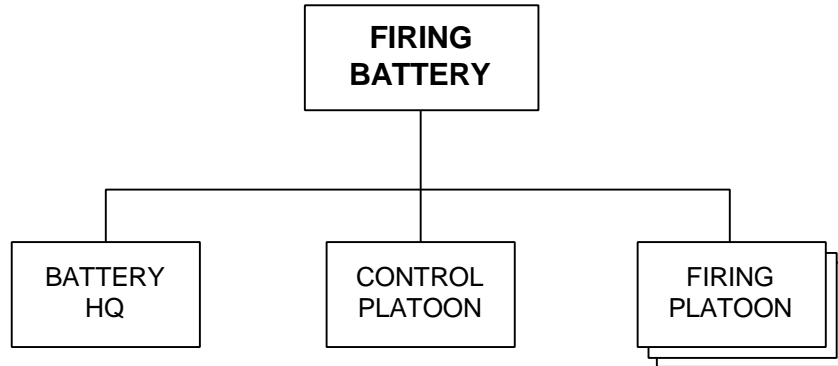 FIRING
BATTERY
BATTERY
HQ
CONTROL
PLATOON
FIRING
PLATOON